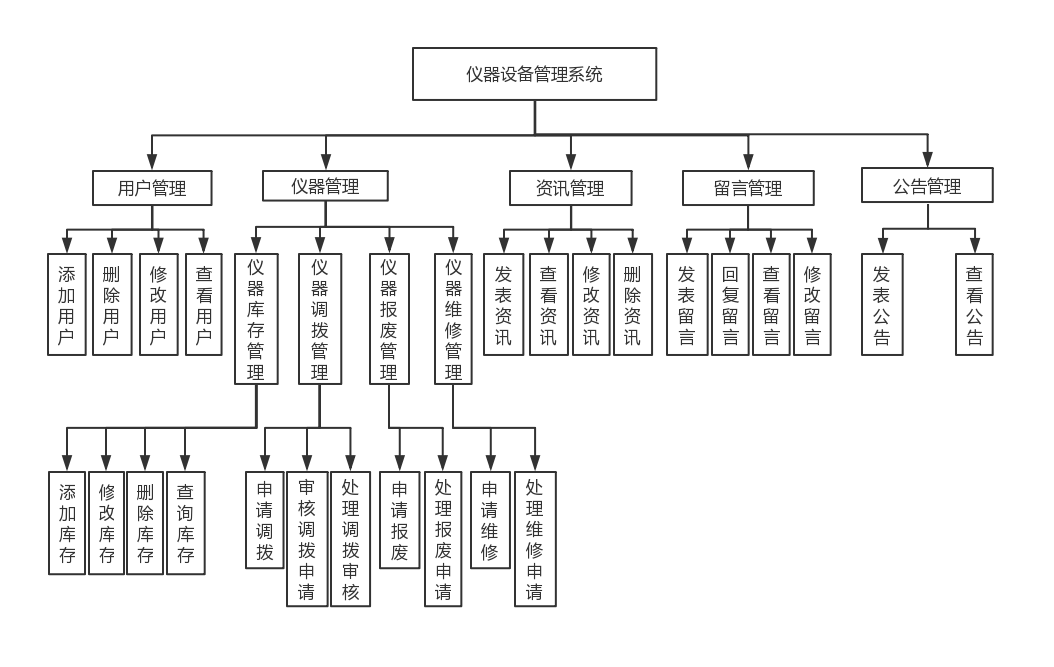 仪器设备管理系统
用户管理
仪器管理
资讯管理
留言管理
公告管理
添加用户
删除用户
修改用户
查看用户
仪器库存管理
仪器调拨管理
仪器报废管理
仪器维修管理
发表资讯
查看资讯
修改资讯
删除资讯
发表留言
回复留言
查看留言
修改留言
发表公告
查看公告
添加库存
修改库存
删除库存
查询库存
申请调拨
审核调拨申请
处理调拨审核
申请报废
处理报废申请
申请维修
处理维修申请